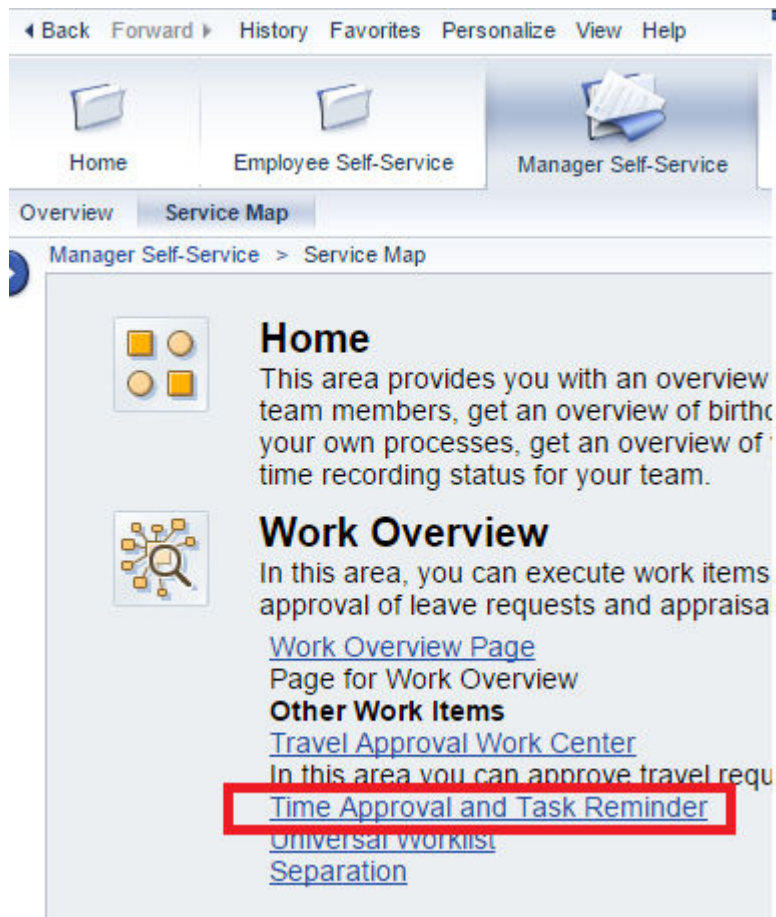 Back Forward History Favorites Personalize View Help
Home Employee Self-Service Manager Self-Service
Overview Service Map
Manager Self-Service > Service Map
Home
This area provides you with an overview
team members, get an overview of
your own processes, get an overview of
time recording status for your team.
Work Overview
In this area, you can execute work items
approval of leave requests and
Work Overview Page
Page for Work Overview
Other Work Items
Travel Approval Work Center
In this area you can approve travel
Time Approval and Task Reminder
Universal Worklist
Separation